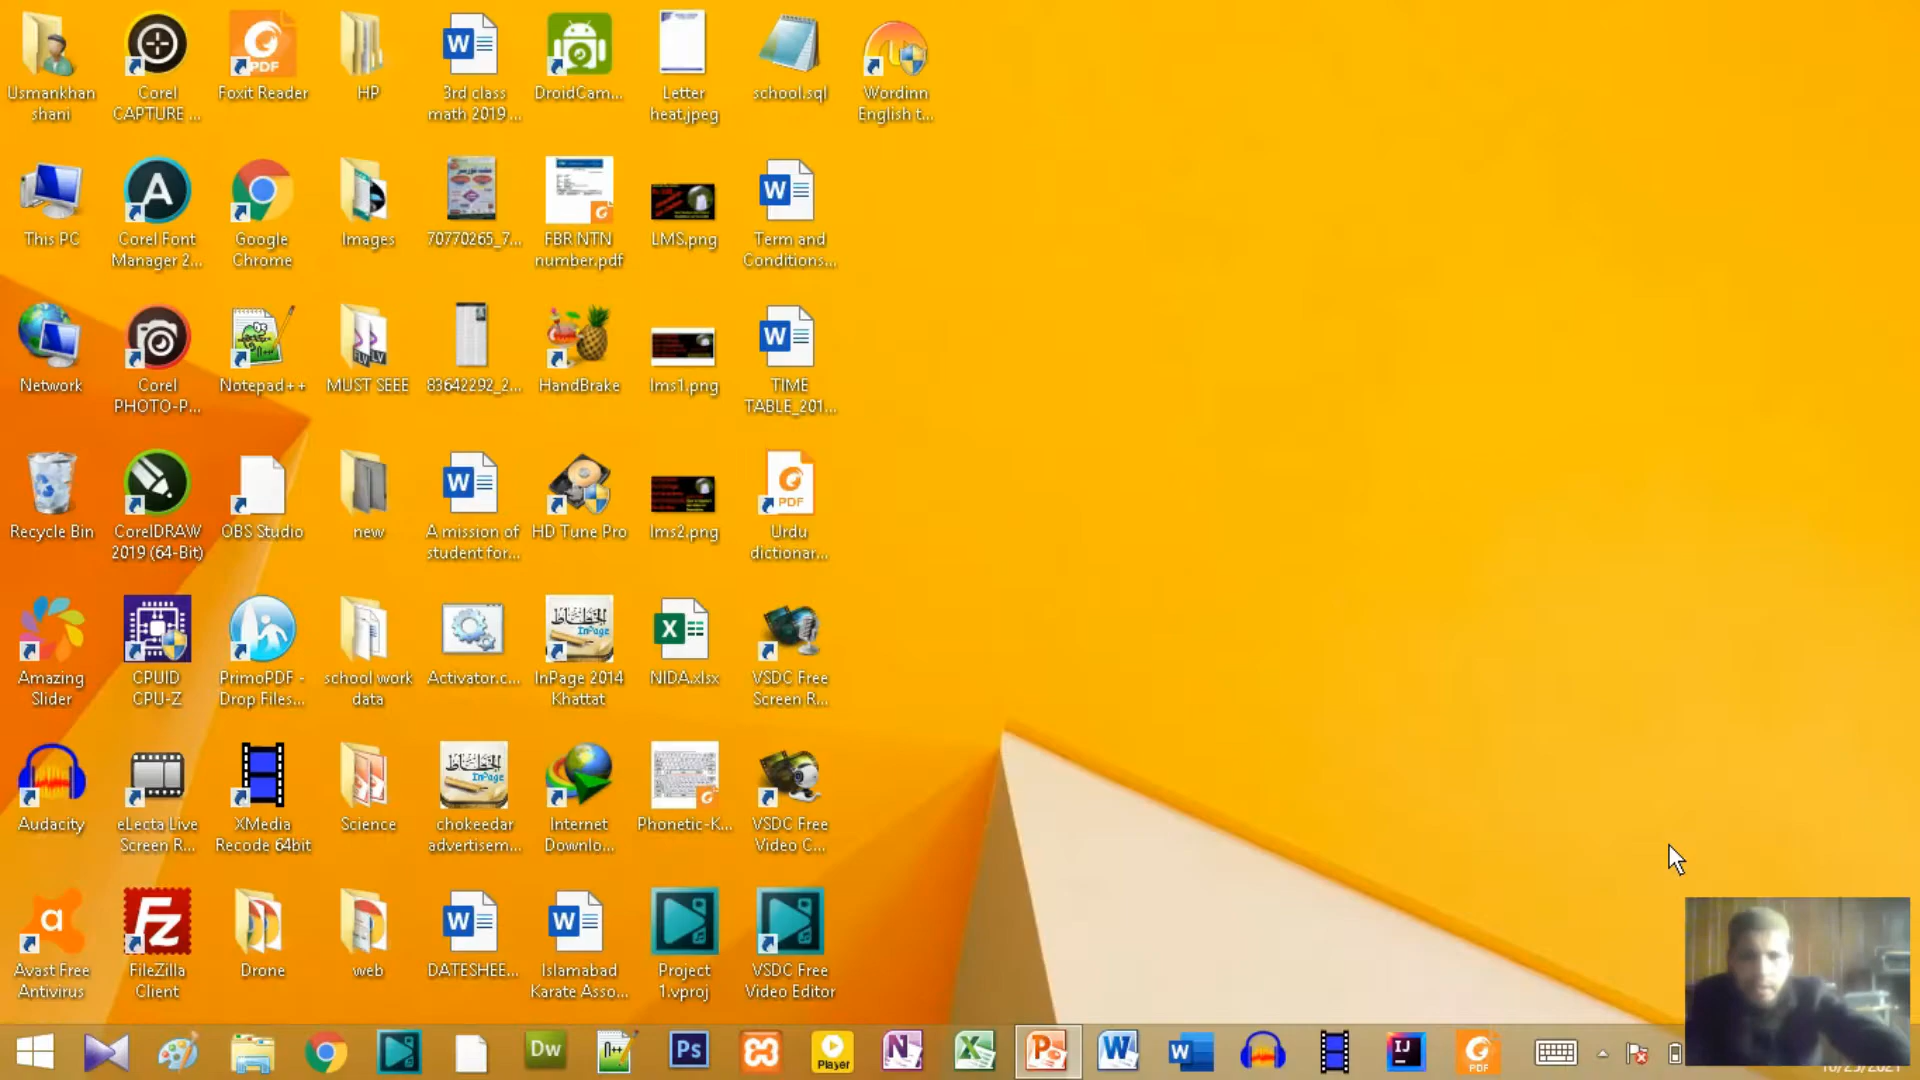 Usmankhan
shani
Corel
CAPTURE ...
Foxit Reader
HP
3rd class
math 2019 ...
DroidCam...
Letter
heat.jpeg
school.sql
Wordinn
English t...
This PC
Corel Font
Manager 2...
Google
Chrome
Images
70770265_7...
FBR NTN
number.pdf
LMS.png
Term and
Conditions...
Network
Corel
PHOTO-P...
Notepad++
MUST SEEE
83642292_2...
HandBrake
lms1.png
TIME
TABLE_201...
Recycle Bin
CorelDRAW
2019 (64-Bit)
OBS Studio
new
A mission of
student for...
HD Tune Pro
lms2.png
Urdu
dictionar...
Amazing
Slider
CPUID
CPU-Z
PrimoPDF -
Drop Files...
school work
data
Activator.c...
InPage 2014
Khattat
NIDA.xlsx
VSDC Free
Screen R...
Audacity
eLecta Live
Screen R...
XMedia
Recode 64bit
Science
chokeedar
advertisem...
Internet
Downlo...
Phonetic-K...
VSDC Free
Video C...
Avast Free
Antivirus
FileZilla
Client
Drone
web
DATESHEE...
Islamabad
Karate Asso...
Project
1.vproj
VSDC Free
Video Editor